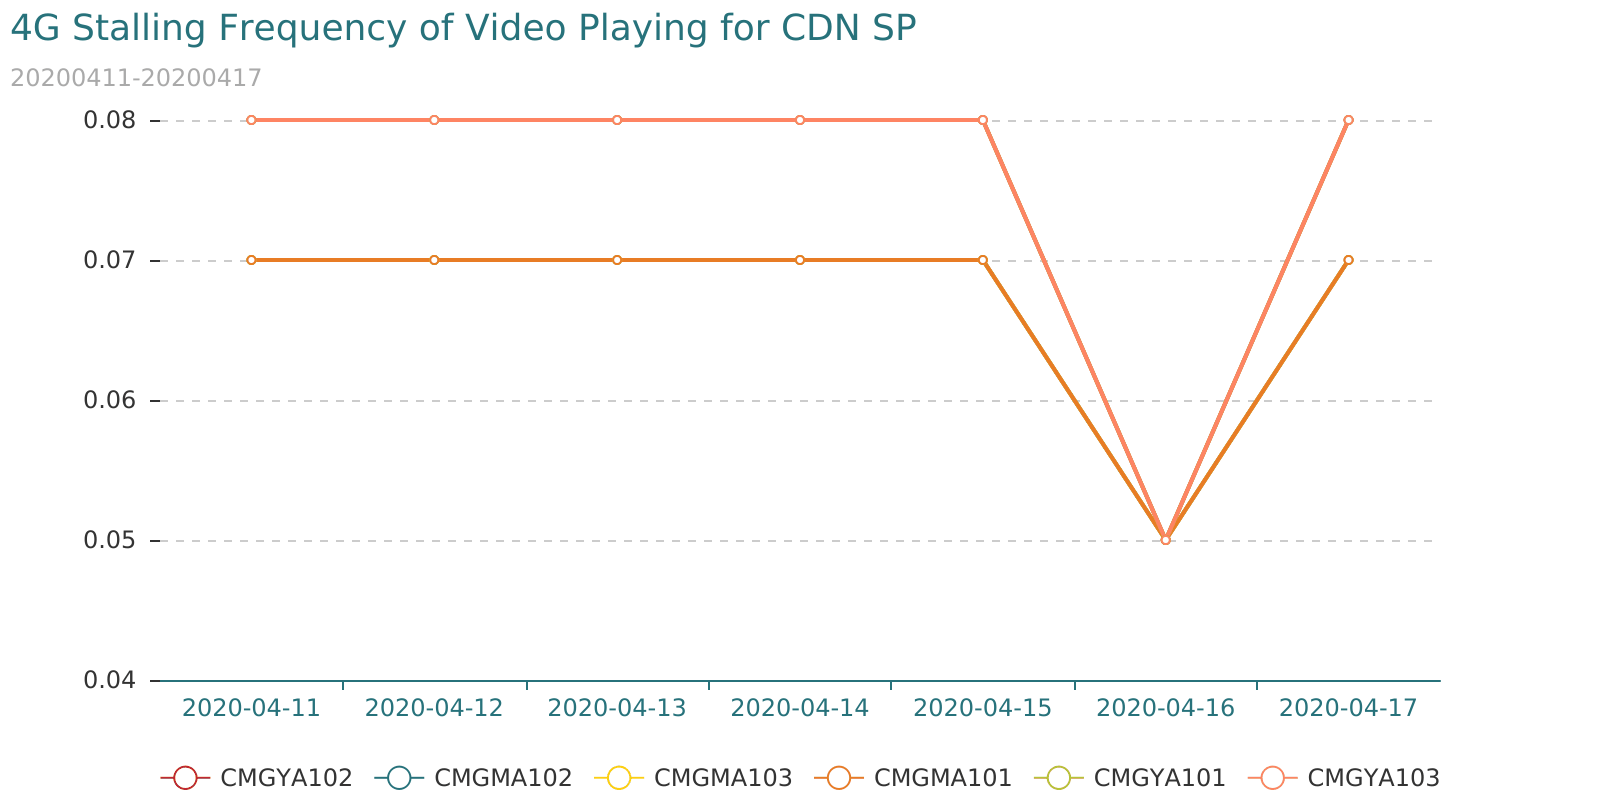 4G Stalling Frequency of Video Playing for CDN SP
20200411-20200417
0.08
0.07
0.06
0.05
0.04
2020-04-11 2020-04-12 2020-04-13 2020-04-14 2020-04-15 2020-04-16 2020-04-17
CMGYA102 CMGMA102 CMGMA103 CMGMA101 CMGYA101 CMGYA103